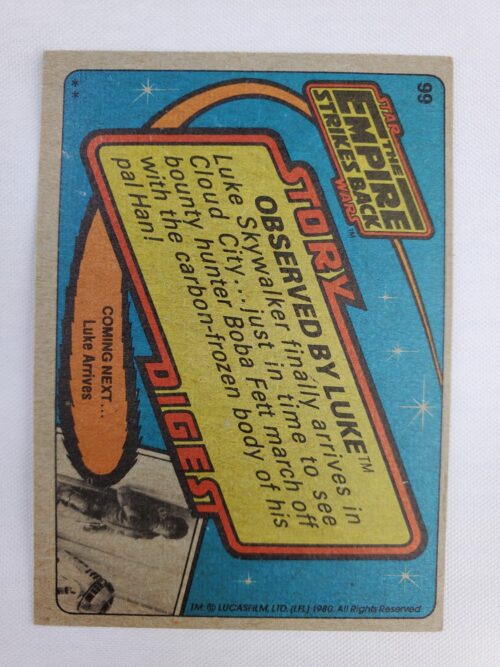 99
STAR
THE
EMPIRE
STRIKES BACK
WARS™
STORY
OBSERVED BY LUKE™
Luke Skywalker finally arrives in
Cloud City... just in time to see
bounty hunter Boba Fett march off
with the carbon-frozen body of his
pal Han!
DIGEST
COMING NEXT...
Luke Arrives
**
TM: © LUCASFILM, LTD. (LFL) 1980. All Rights Reserved